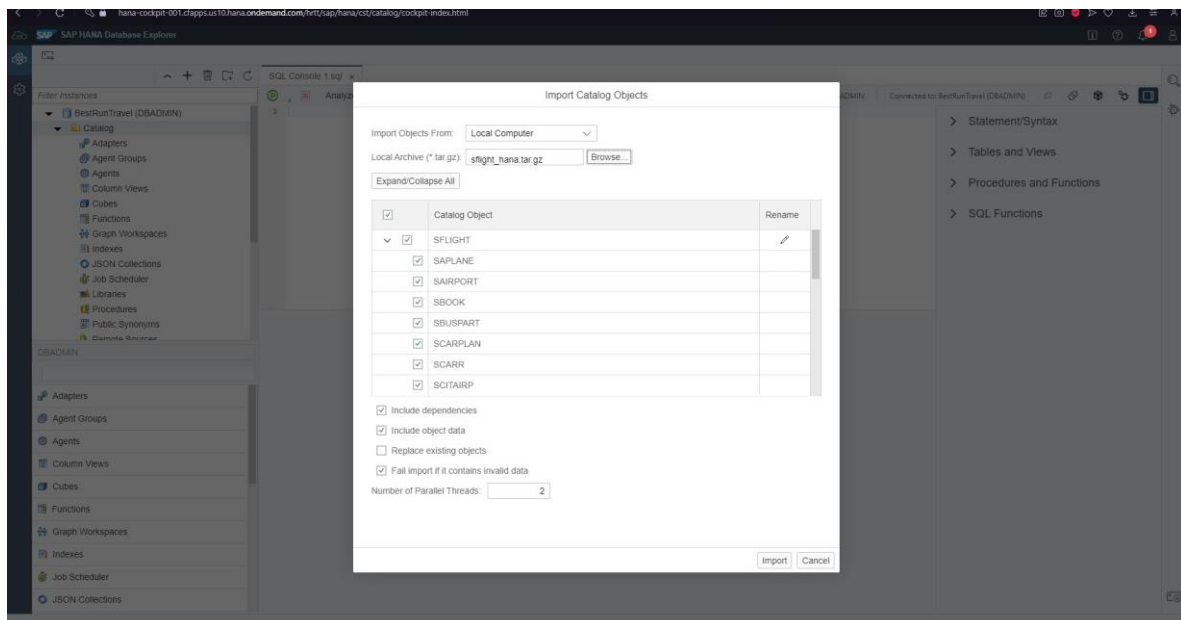 hana-cockpit-001.cfapps.us10.hana.ondemand.com/hrtt/sap/hana/cst/catalog/cockpit-index.html
SAP SAP HANA Database Explorer
1
SQL Console 1.sql ×
Filter Instances
Analyz
Connected to: BestRunTravel (DBADMIN)
1
BestRunTravel (DBADMIN)
Catalog
Adapters
Agent Groups
Agents
Column Views
Cubes
Functions
Graph Workspaces
Indexes
JSON Collections
Job Scheduler
Libraries
Procedures
Public Synonyms
Remote Sources
DBADMIN
Adapters
Agent Groups
Agents
Column Views
Cubes
Functions
Graph Workspaces
Indexes
Job Scheduler
JSON Collections
Import Catalog Objects
Import Objects From: Local Computer
Local Archive (*.tar.gz): sflight_hana.tar.gz Browse...
Expand/Collapse All
Catalog Object Rename
SFLIGHT
SAPLANE
SAIRPORT
SBOOK
SBUSPART
SCARPLAN
SCARR
SCITAIRP
Include dependencies
Include object data
Replace existing objects
Fail import if it contains invalid data
Number of Parallel Threads: 2
Import Cancel
Statement/Syntax
Tables and Views
Procedures and Functions
SQL Functions